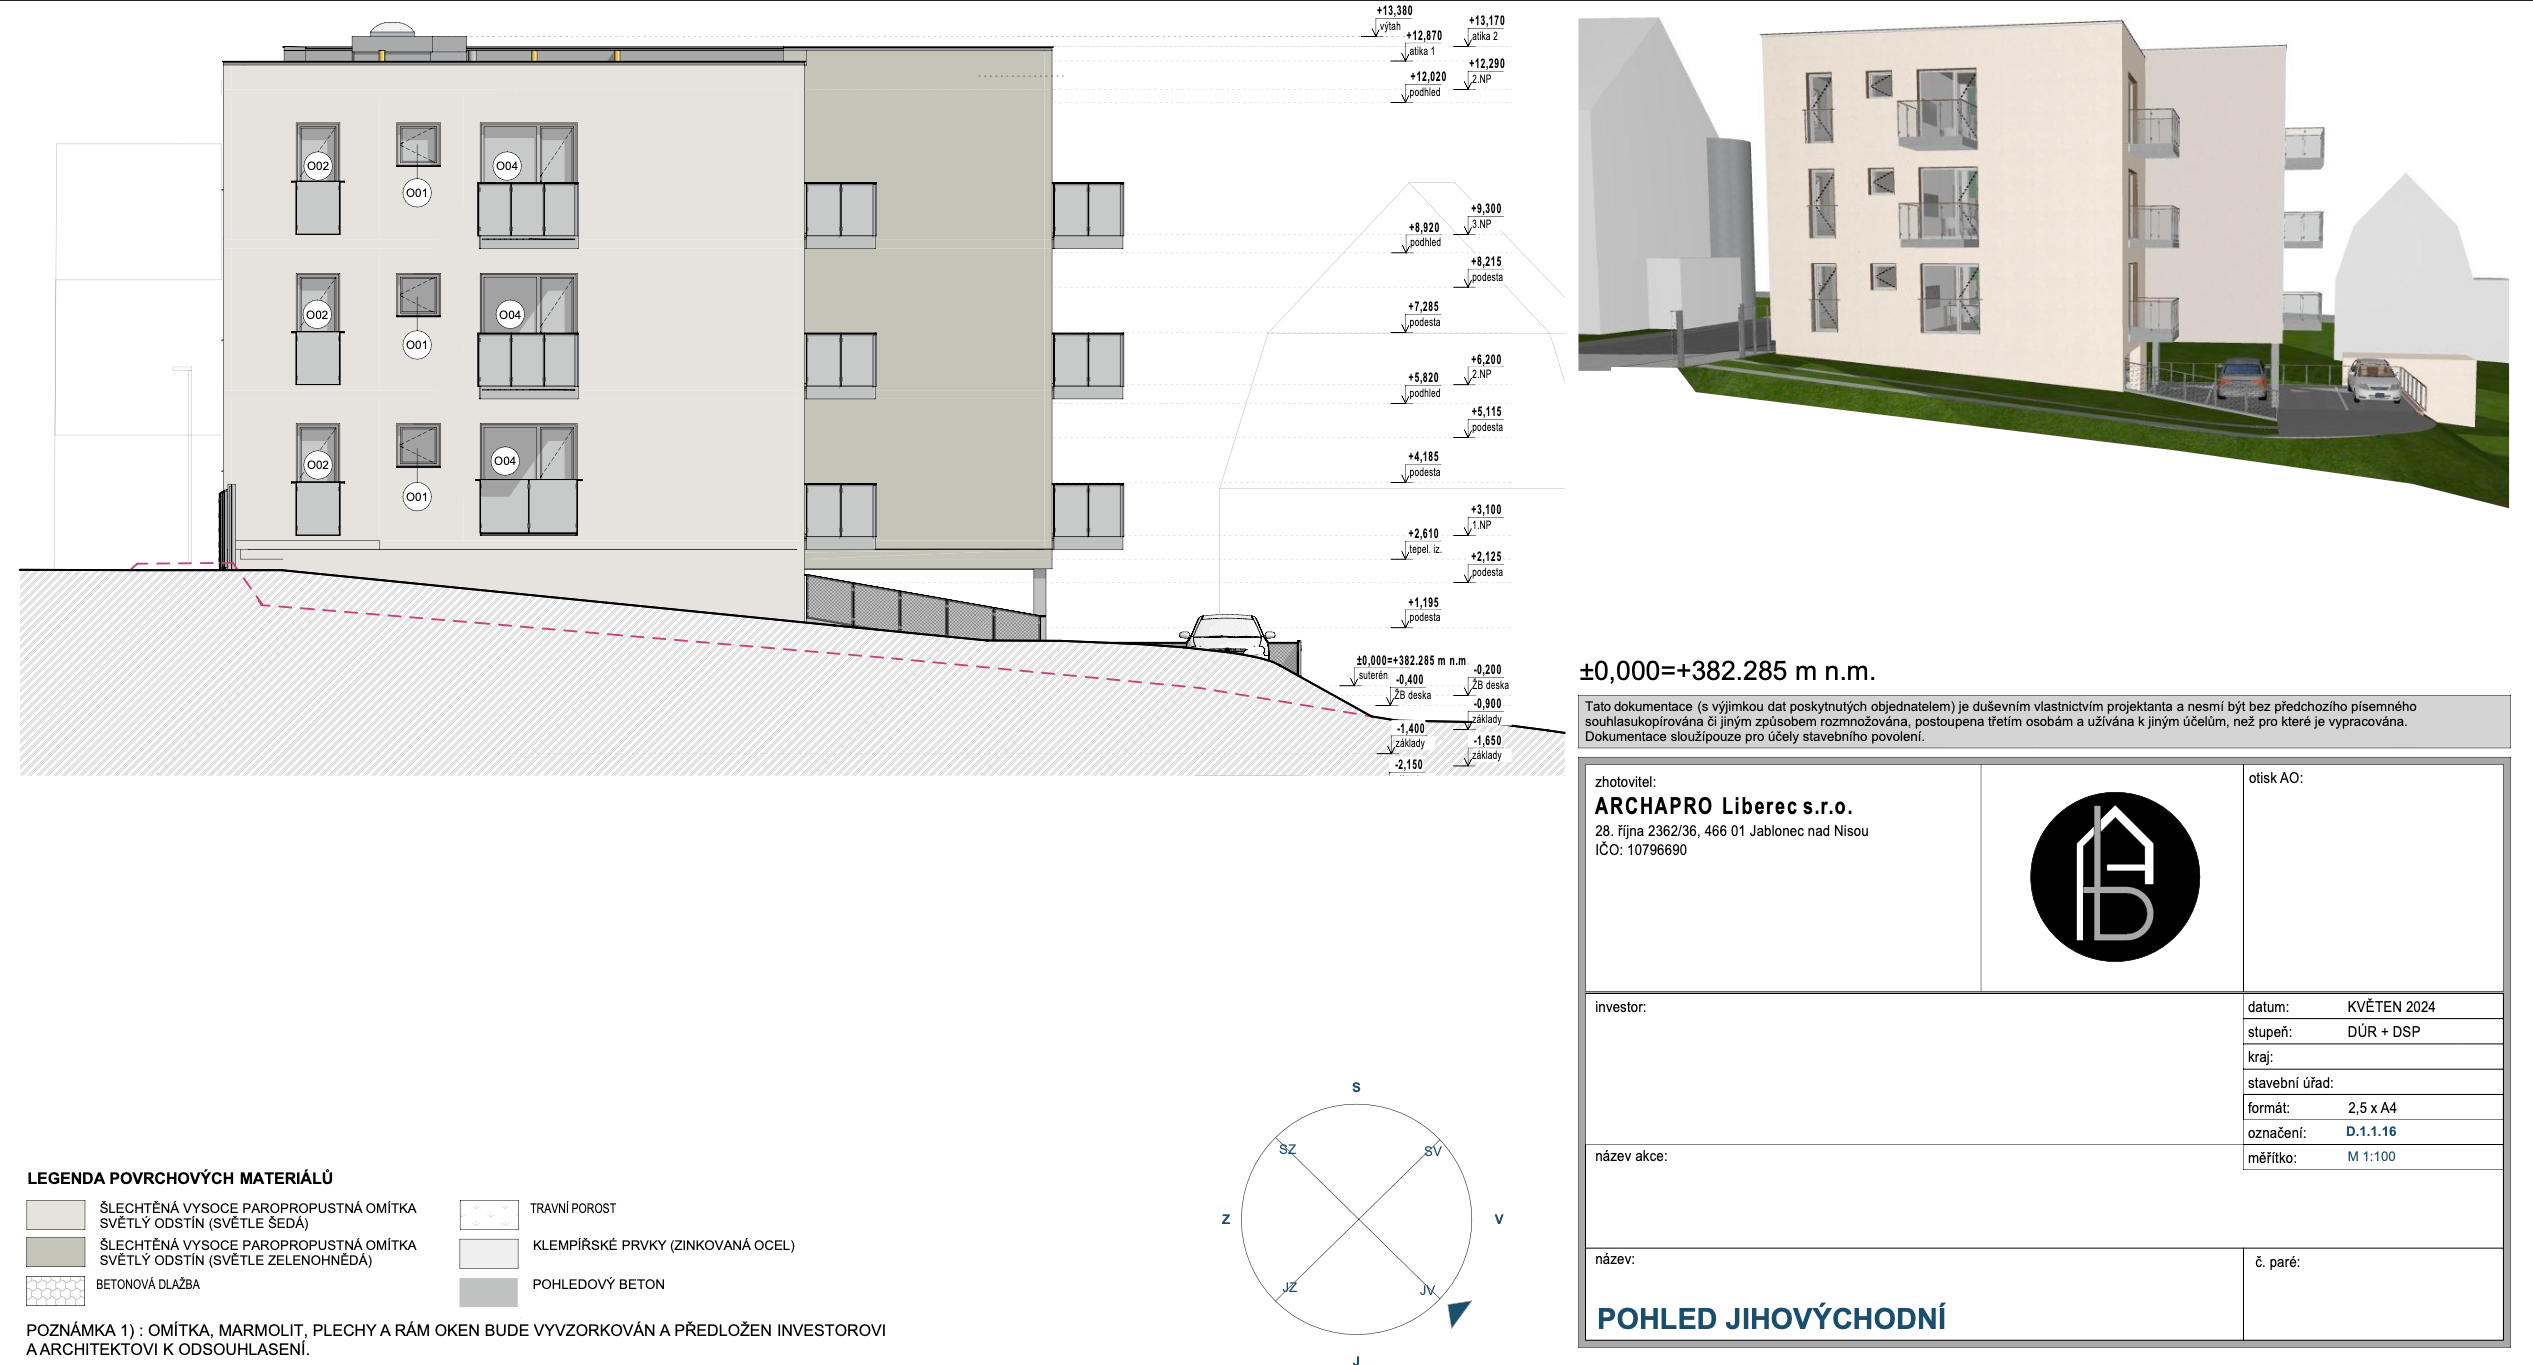 +13,380
výtah
+13,170
atika 2
+12,870
atika 1
+12,290
2.NP
+12,020
podhled
+9,300
3.NP
+8,920
podhled
+8,215
podesta
+7,285
podesta
+6,200
2.NP
+5,820
podhled
+5,115
podesta
+4,185
podesta
+3,100
1.NP
+2,610
tepel. iz.
+2,125
podesta
+1,195
podesta
±0,000=+382.285 m n.m.
suterén
-0,200
ŽB deska
-0,400
ŽB deska
-0,900
základy
-1,400
základy
-1,650
základy
-2,150
O02
O01
O04
O02
O01
O04
O02
O01
O04
±0,000=+382.285 m n.m.
Tato dokumentace (s výjimkou dat poskytnutých objednatelem) je duševním vlastnictvím projektanta a nesmí být bez předchozího písemného
souhlasukopírována či jiným způsobem rozmnožována, postoupena třetím osobám a užívána k jiným účelům, než pro které je vypracována.
Dokumentace sloužípouze pro účely stavebního povolení.
zhotovitel:
ARCHAPRO Liberec s.r.o.
28. října 2362/36, 466 01 Jablonec nad Nisou
IČO: 10796690
otisk AO:
investor:
datum: KVĚTEN 2024
stupeň: DÚR + DSP
kraj:
stavební úřad:
formát: 2,5 x A4
označení: D.1.1.16
měřítko: M 1:100
název akce:
název:
POHLED JIHOVÝCHODNÍ
č. paré:
S
SZ
SV
Z
V
JZ
JV
J
LEGENDA POVRCHOVÝCH MATERIÁLŮ
ŠLECHTĚNÁ VYSOCE PAROPROPUSTNÁ OMÍTKA
SVĚTLÝ ODSTÍN (SVĚTLE ŠEDÁ)
ŠLECHTĚNÁ VYSOCE PAROPROPUSTNÁ OMÍTKA
SVĚTLÝ ODSTÍN (SVĚTLE ZELENOHNĚDÁ)
BETONOVÁ DLAŽBA
TRAVNÍ POROST
KLEMPÍŘSKÉ PRVKY (ZINKOVANÁ OCEL)
POHLEDOVÝ BETON
POZNÁMKA 1) : OMÍTKA, MARMOLIT, PLECHY A RÁM OKEN BUDE VYVZORKOVÁN A PŘEDLOŽEN INVESTOROVI
A ARCHITEKTOVI K ODSOUHLASENÍ.